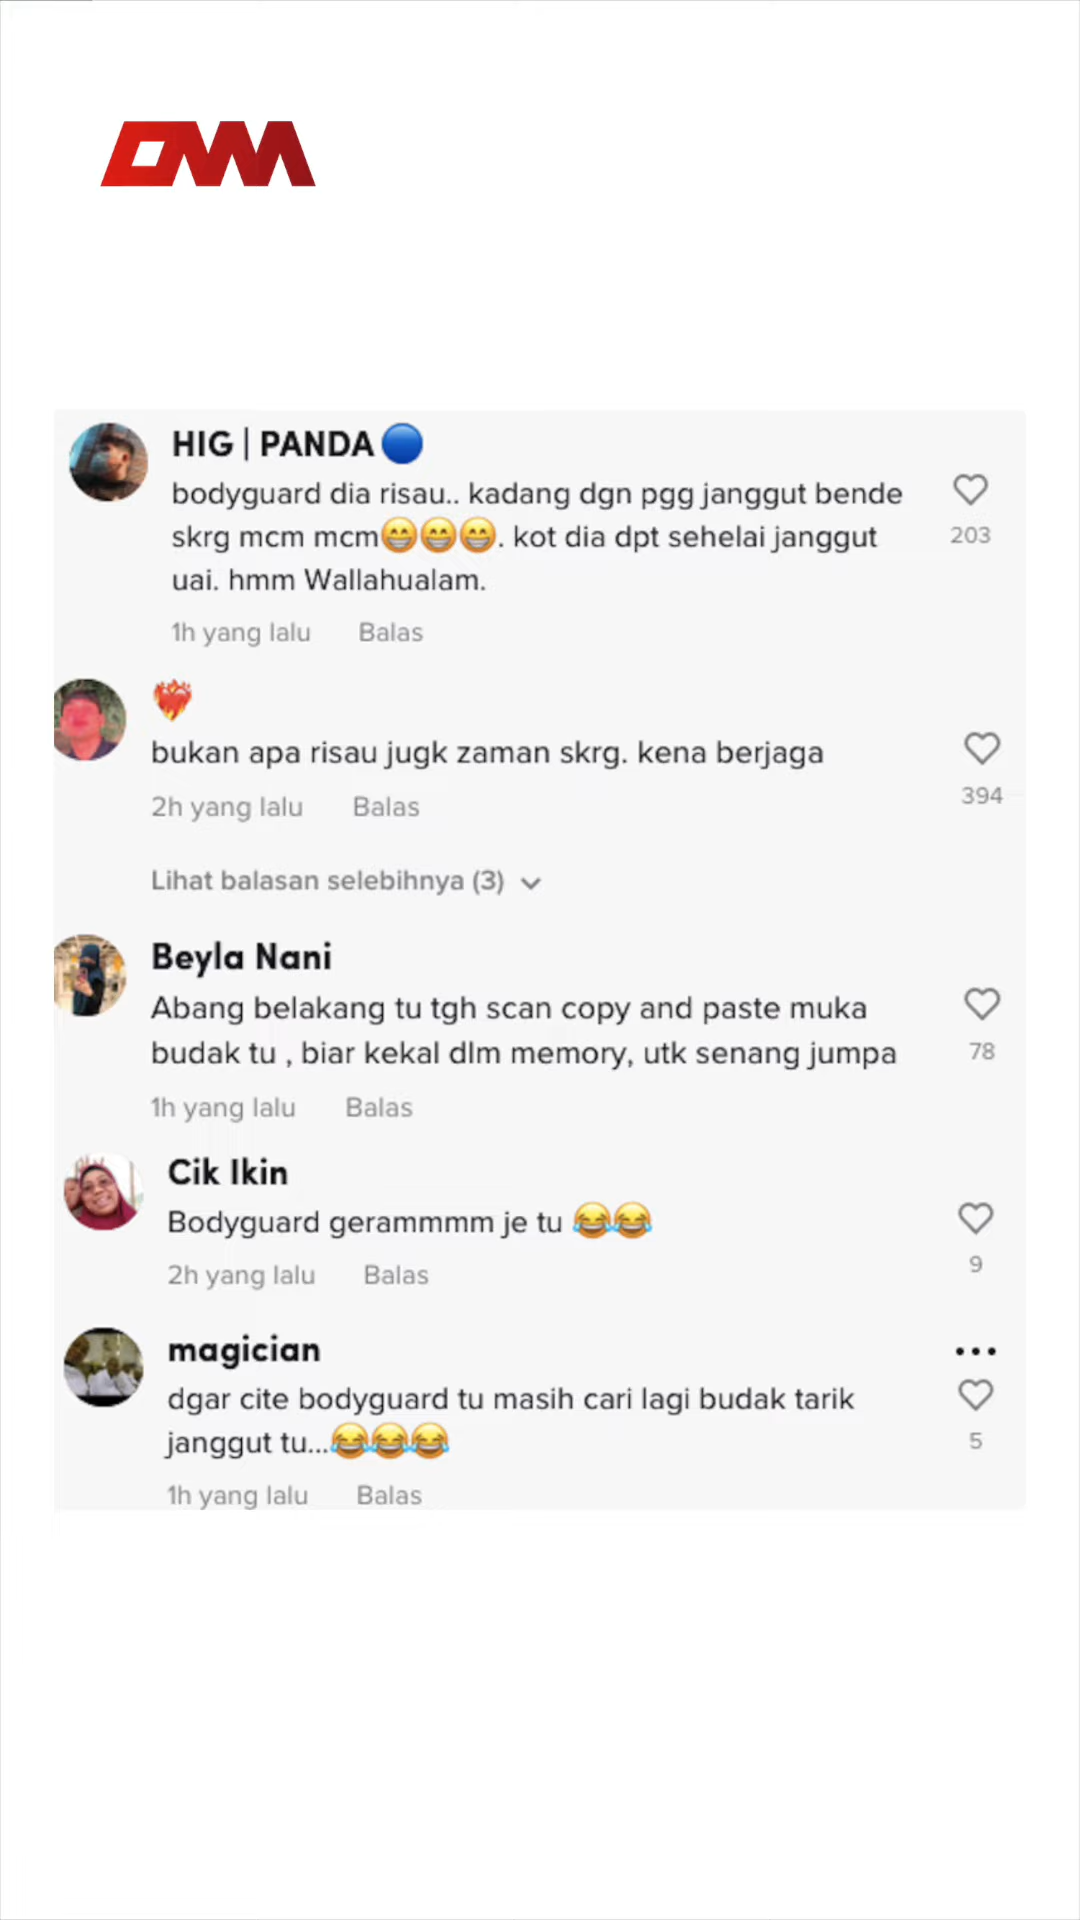 OMM
HIG | PANDA🔵
bodyguard dia risau.. kadang dgn pgg janggut bende
skrg mcm mcm😁😁😁. kot dia dpt sehelai janggut
uai. hmm Wallahualam.
203
1h yang lalu Balas
❤️‍🔥
bukan apa risau jugk zaman skrg. kena berjaga
394
2h yang lalu Balas
Lihat balasan selebihnya (3)
Beyla Nani
Abang belakang tu tgh scan copy and paste muka
budak tu , biar kekal dlm memory, utk senang jumpa
78
1h yang lalu Balas
Cik Ikin
Bodyguard gerammmm je tu 😂😂
9
2h yang lalu Balas
magician
dgar cite bodyguard tu masih cari lagi budak tarik
janggut tu...😂😂😂
5
1h yang lalu Balas